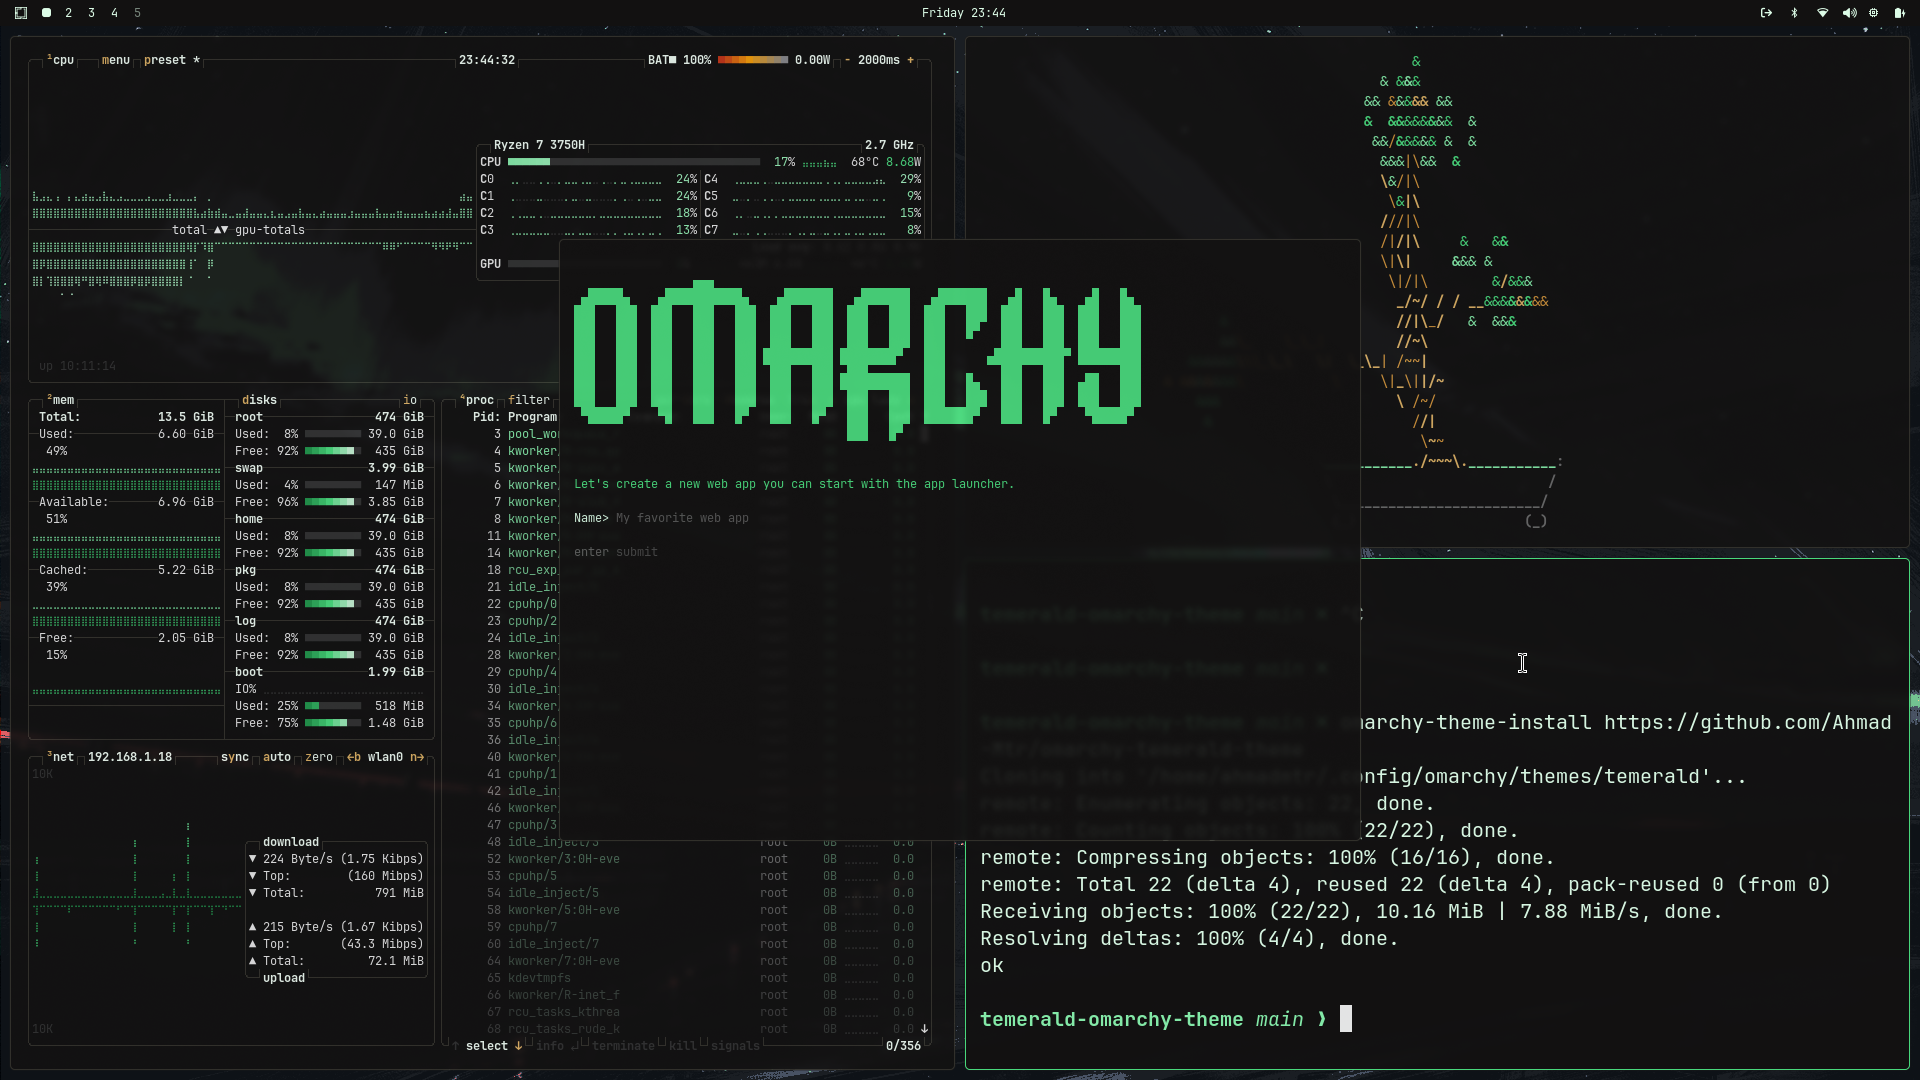 2 3 4 5
Friday 23:44
¹cpu menu preset *
23:44:32
BAT■ 100% 0.00W - 2000ms +
Ryzen 7 3750H 2.7 GHz
CPU 17% 68°C 8.68W
C0 24% C4 29%
C1 24% C5 9%
C2 18% C6 15%
C3 13% C7 8%
GPU
total ▲▼ gpu-totals
up 10:11:14
²mem
Total: 13.5 GiB
Used: 6.60 GiB
49%
Available: 6.96 GiB
51%
Cached: 5.22 GiB
39%
Free: 2.05 GiB
15%
disks io
root 474 GiB
Used: 8% 39.0 GiB
Free: 92% 435 GiB
swap 3.99 GiB
Used: 4% 147 MiB
Free: 96% 3.85 GiB
home 474 GiB
Used: 8% 39.0 GiB
Free: 92% 435 GiB
pkg 474 GiB
Used: 8% 39.0 GiB
Free: 92% 435 GiB
log 474 GiB
Used: 8% 39.0 GiB
Free: 92% 435 GiB
boot 1.99 GiB
IO%
Used: 25% 518 MiB
Free: 75% 1.48 GiB
³net 192.168.1.18 sync auto zero ←b wlan0 n→
10K
download
▼ 224 Byte/s (1.75 Kibps)
▼ Top: (160 Mibps)
▼ Total: 791 MiB
▲ 215 Byte/s (1.67 Kibps)
▲ Top: (43.3 Mibps)
▲ Total: 72.1 MiB
upload
10K
⁴proc filter
Pid: Program
3 pool_wo
4 kworker
5 kworker
6 kworker
7 kworker
8 kworker
11 kworker
14 kworker
18 rcu_exp
21 idle_in
22 cpuhp/0
23 cpuhp/2
24 idle_in
28 kworker
29 cpuhp/4
30 idle_in
34 kworker
35 cpuhp/6
36 idle_in
40 kworker
41 cpuhp/1
42 idle_in
46 kworker
47 cpuhp/3
48 idle_inject/3 root 0B 0.0
52 kworker/3:0H-eve root 0B 0.0
53 cpuhp/5 root 0B 0.0
54 idle_inject/5 root 0B 0.0
58 kworker/5:0H-eve root 0B 0.0
59 cpuhp/7 root 0B 0.0
60 idle_inject/7 root 0B 0.0
64 kworker/7:0H-eve root 0B 0.0
65 kdevtmpfs root 0B 0.0
66 kworker/R-inet_f root 0B 0.0
67 rcu_tasks_kthrea root 0B 0.0
68 rcu_tasks_rude_k root 0B 0.0 ↓
↑ select ↓ info ↵ terminate kill signals 0/356
OMARCHY
Let's create a new web app you can start with the app launcher.
Name> My favorite web app
enter submit
marchy-theme-install https://github.com/Ahmad
nfig/omarchy/themes/temerald'...
done.
22/22), done.
remote: Compressing objects: 100% (16/16), done.
remote: Total 22 (delta 4), reused 22 (delta 4), pack-reused 0 (from 0)
Receiving objects: 100% (22/22), 10.16 MiB | 7.88 MiB/s, done.
Resolving deltas: 100% (4/4), done.
ok
temerald-omarchy-theme main ❯